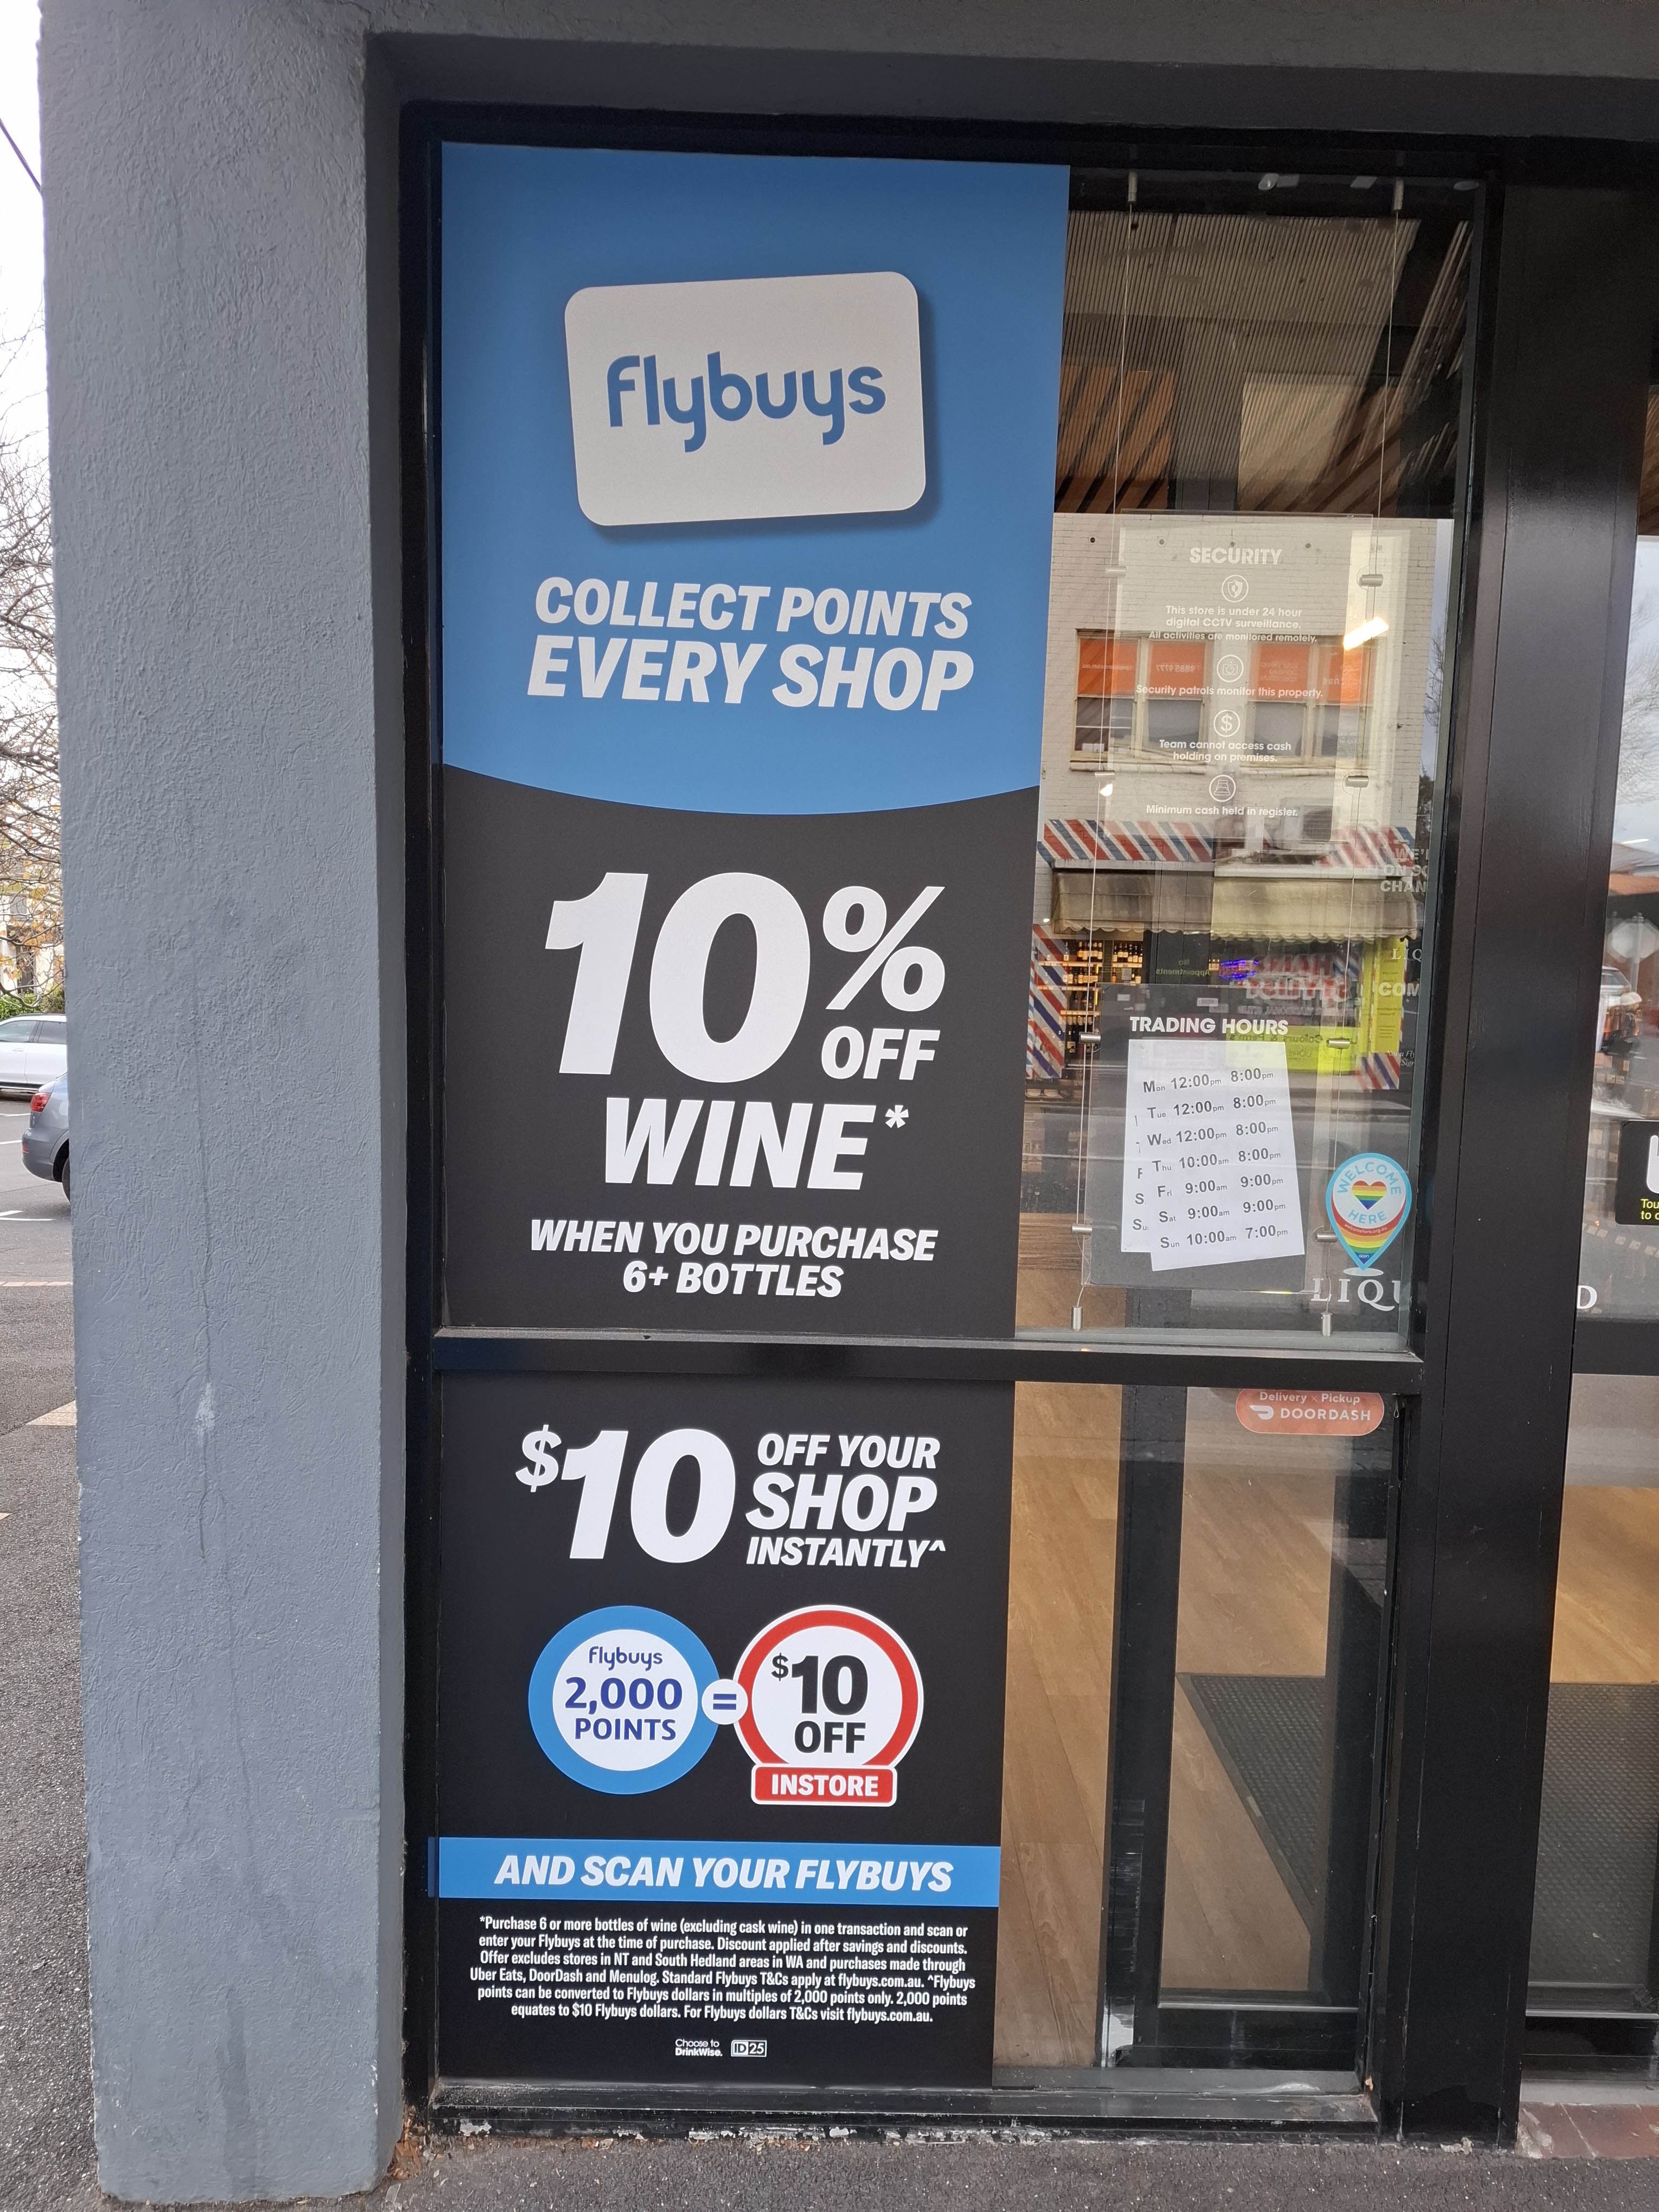 flybuys
COLLECT POINTS
EVERY SHOP
10%
OFF
WINE*
WHEN YOU PURCHASE
6+ BOTTLES
$10 OFF YOUR
SHOP
INSTANTLY^
flybuys
2,000
POINTS
=
$10
OFF
INSTORE
AND SCAN YOUR FLYBUYS
*Purchase 6 or more bottles of wine (excluding cask wine) in one transaction and scan or
enter your Flybuys at the time of purchase. Discount applied after savings and discounts.
Offer excludes stores in NT and South Hedland areas in WA and purchases made through
Uber Eats, DoorDash and Menulog. Standard Flybuys T&Cs apply at flybuys.com.au. ^Flybuys
points can be converted to Flybuys dollars in multiples of 2,000 points only. 2,000 points
equates to $10 Flybuys dollars. For Flybuys dollars T&Cs visit flybuys.com.au.
Choose to
DrinkWise.
ID25
SECURITY
This store is under 24 hour
digital CCTV surveillance.
All activities are monitored remotely.
Security patrols monitor this property.
$
Team cannot access cash
holding on premises.
Minimum cash held in register.
TRADING HOURS
Mon 12:00pm 8:00pm
Tue 12:00pm 8:00pm
Wed 12:00pm 8:00pm
Thu 10:00am 8:00pm
Fri 9:00am 9:00pm
Sat 9:00am 9:00pm
Sun 10:00am 7:00pm
WELCOME
HERE
LIQU
Delivery × Pickup
DOORDASH